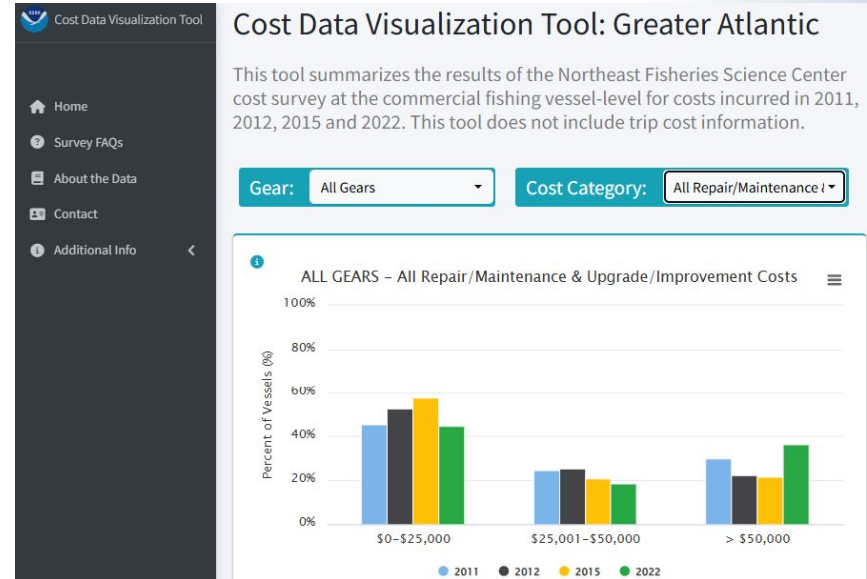 Cost Data Visualization Tool
Home
Survey FAQs
About the Data
Contact
Additional Info
Cost Data Visualization Tool: Greater Atlantic
This tool summarizes the results of the Northeast Fisheries Science Center
cost survey at the commercial fishing vessel-level for costs incurred in 2011,
2012, 2015 and 2022. This tool does not include trip cost information.
Gear: All Gears Cost Category: All Repair/Maintenance &
ALL GEARS – All Repair/Maintenance & Upgrade/Improvement Costs
100%
80%
60%
40%
20%
0%
Percent of Vessels (%)
$0–$25,000 $25,001–$50,000 > $50,000
2011 2012 2015 2022